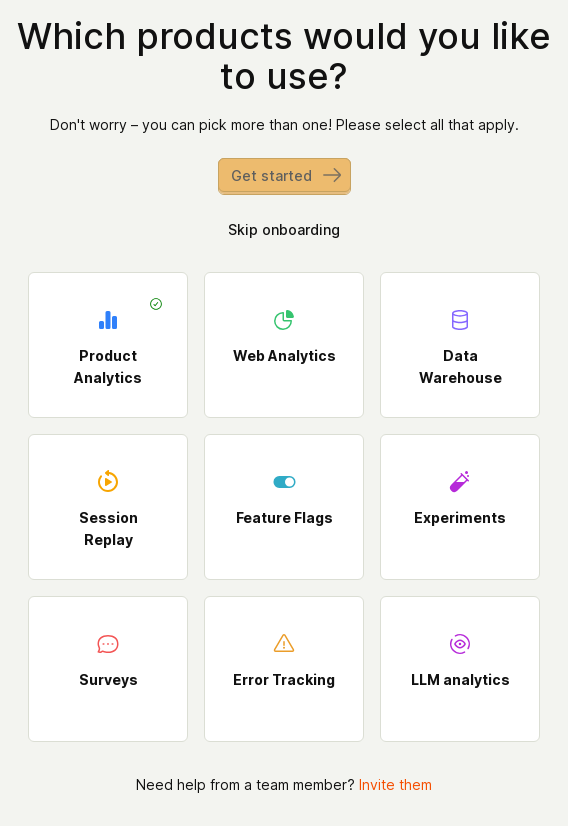 Which products would you like
to use?
Don't worry – you can pick more than one! Please select all that apply.
Get started
Skip onboarding
Product
Analytics
Web Analytics
Data
Warehouse
Session
Replay
Feature Flags
Experiments
Surveys
Error Tracking
LLM analytics
Need help from a team member? Invite them